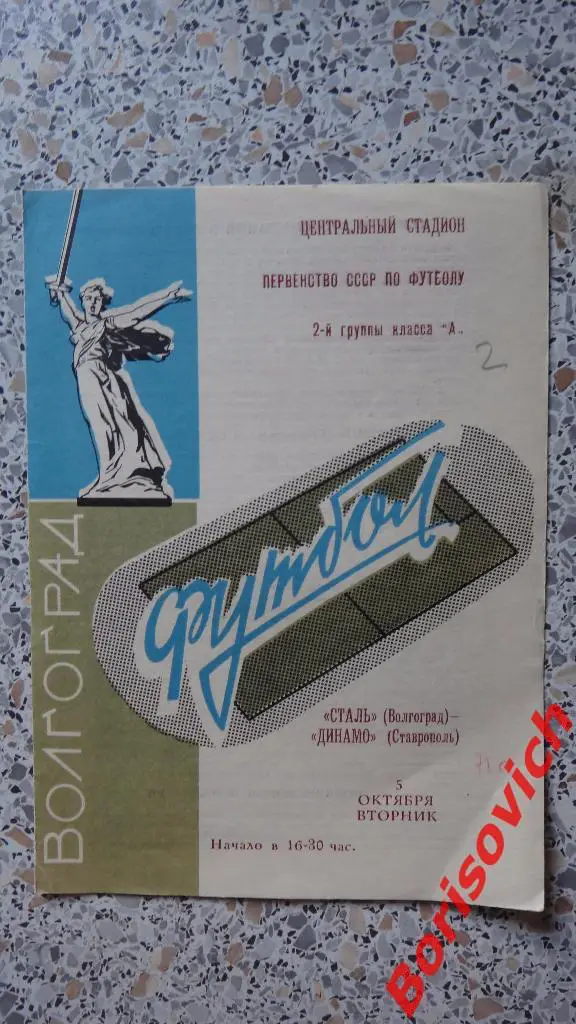 ЦЕНТРАЛЬНЫЙ СТАДИОН
ПЕРВЕНСТВО СССР ПО ФУТБОЛУ
2-й группы класса "А„
2
ВОЛГОГРАД
футбол
«СТАЛЬ» (Волгоград)—
«ДИНАМО» (Ставрополь)
5
ОКТЯБРЯ
ВТОРНИК
Начало в 16-30 час.
Borisovich